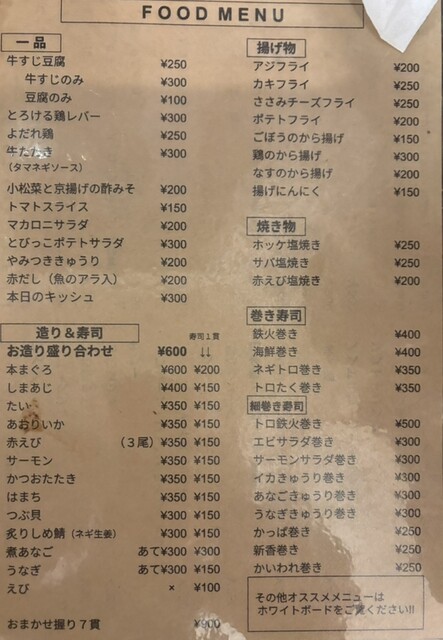 FOOD MENU
一品
牛すじ豆腐 ¥250
牛すじのみ ¥300
豆腐のみ ¥100
とろける鶏レバー ¥300
よだれ鶏 ¥250
牛たたき ¥300
（タマネギソース）
小松菜と京揚げの酢みそ ¥200
トマトスライス ¥150
マカロニサラダ ¥200
とびっこポテトサラダ ¥300
やみつききゅうり ¥200
赤だし（魚のアラ入） ¥200
本日のキッシュ ¥300
造り＆寿司 寿司１貫
お造り盛り合わせ ¥600 ↓↓
本まぐろ ¥600 ¥200
しまあじ ¥400 ¥150
たい ¥350 ¥150
あおりいか ¥350 ¥150
赤えび （３尾）¥350 ¥150
サーモン ¥350 ¥150
かつおたたき ¥350 ¥150
はまち ¥350 ¥150
つぶ貝 ¥350 ¥150
炙りしめ鯖（ネギ生姜） ¥300 ¥150
煮あなご あて¥300 ¥300
うなぎ あて¥300 ¥150
えび × ¥100
おまかせ握り７貫 ¥900
揚げ物
アジフライ ¥200
カキフライ ¥250
ささみチーズフライ ¥250
ポテトフライ ¥200
ごぼうのから揚げ ¥150
鶏のから揚げ ¥300
なすのから揚げ ¥200
揚げにんにく ¥150
焼き物
ホッケ塩焼き ¥250
サバ塩焼き ¥250
赤えび塩焼き ¥200
巻き寿司
鉄火巻き ¥400
海鮮巻き ¥400
ネギトロ巻き ¥350
トロたく巻き ¥350
細巻き寿司
トロ鉄火巻き ¥500
エビサラダ巻き ¥300
サーモンサラダ巻き ¥300
イカきゅうり巻き ¥300
あなごきゅうり巻き ¥300
うなぎきゅうり巻き ¥300
かっぱ巻き ¥250
新香巻き ¥250
かいわれ巻き ¥250
その他オススメメニューは
ホワイトボードをご覧ください!!